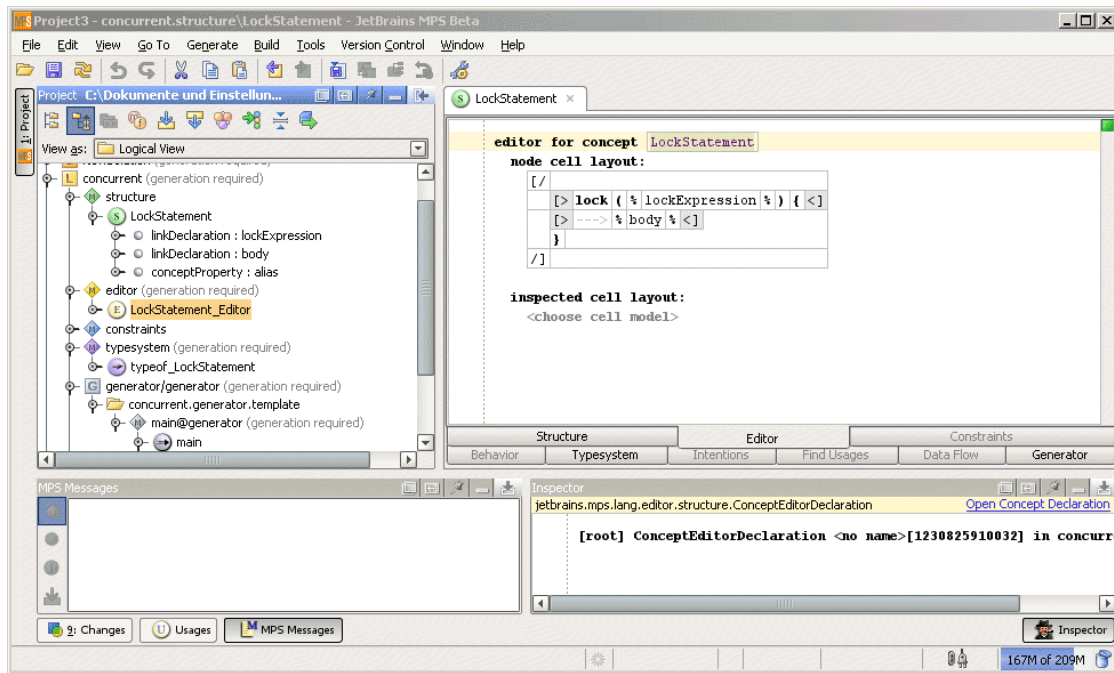 Project3 - concurrent.structure\LockStatement - JetBrains MPS Beta
File Edit View Go To Generate Build Tools Version Control Window Help
1: Project
MPS
Project C:\Dokumente und Einstellun...
View as: Logical View
concurrent (generation required)
structure
S LockStatement
linkDeclaration : lockExpression
linkDeclaration : body
conceptProperty : alias
editor (generation required)
E LockStatement_Editor
constraints
typesystem (generation required)
typeof_LockStatement
generator/generator (generation required)
concurrent.generator.template
main@generator (generation required)
main
S LockStatement ×
editor for concept LockStatement
node cell layout:
[/
[> lock ( % lockExpression % ) { <]
[> ---> % body % <]
}
/]
inspected cell layout:
<choose cell model>
Structure Editor Constraints
Behavior Typesystem Intentions Find Usages Data Flow Generator
MPS Messages
Inspector
jetbrains.mps.lang.editor.structure.ConceptEditorDeclaration Open Concept Declaration
[root] ConceptEditorDeclaration <no name>[1230825910032] in concurr
9: Changes Usages MPS Messages Inspector
167M of 209M